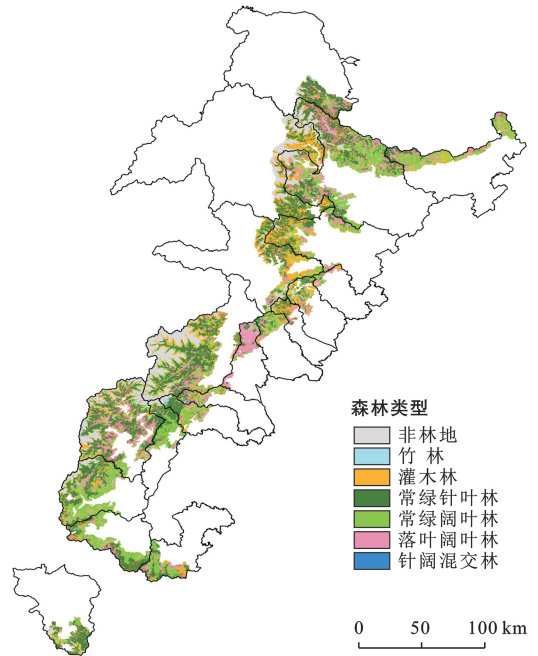 森林类型
非林地
竹 林
灌木林
常绿针叶林
常绿阔叶林
落叶阔叶林
针阔混交林
0 50 100 km